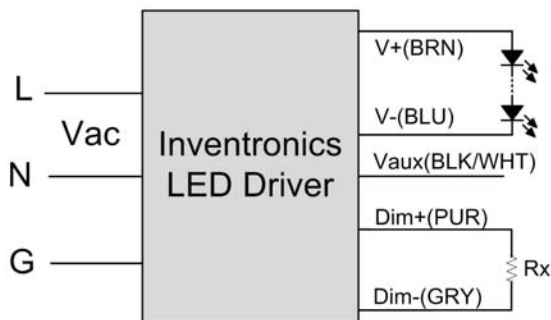 L
Vac
N
G
Inventronics
LED Driver
V+(BRN)
V-(BLU)
Vaux(BLK/WHT)
Dim+(PUR)
Rx
Dim-(GRY)